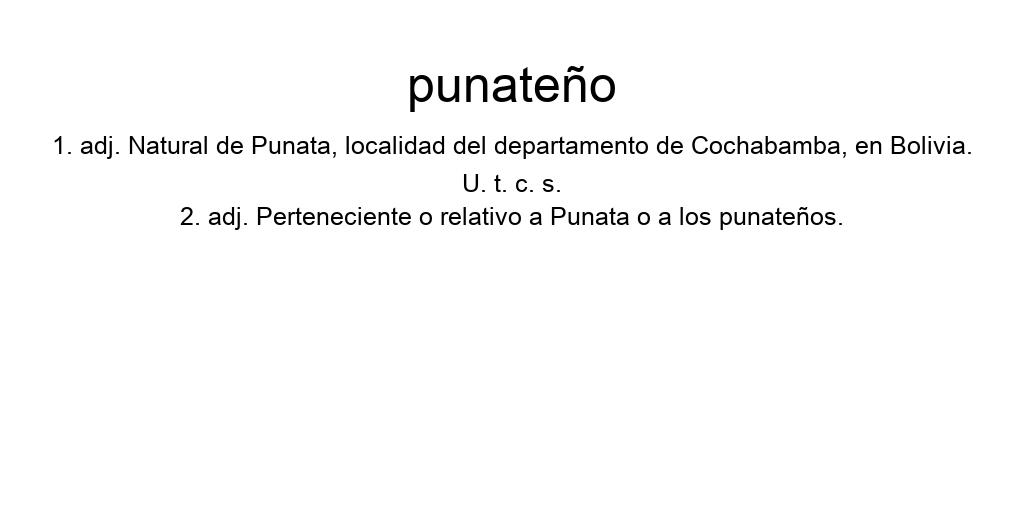 punateño
1. adj. Natural de Punata, localidad del departamento de Cochabamba, en Bolivia.
U. t. c. s.
2. adj. Perteneciente o relativo a Punata o a los punateños.